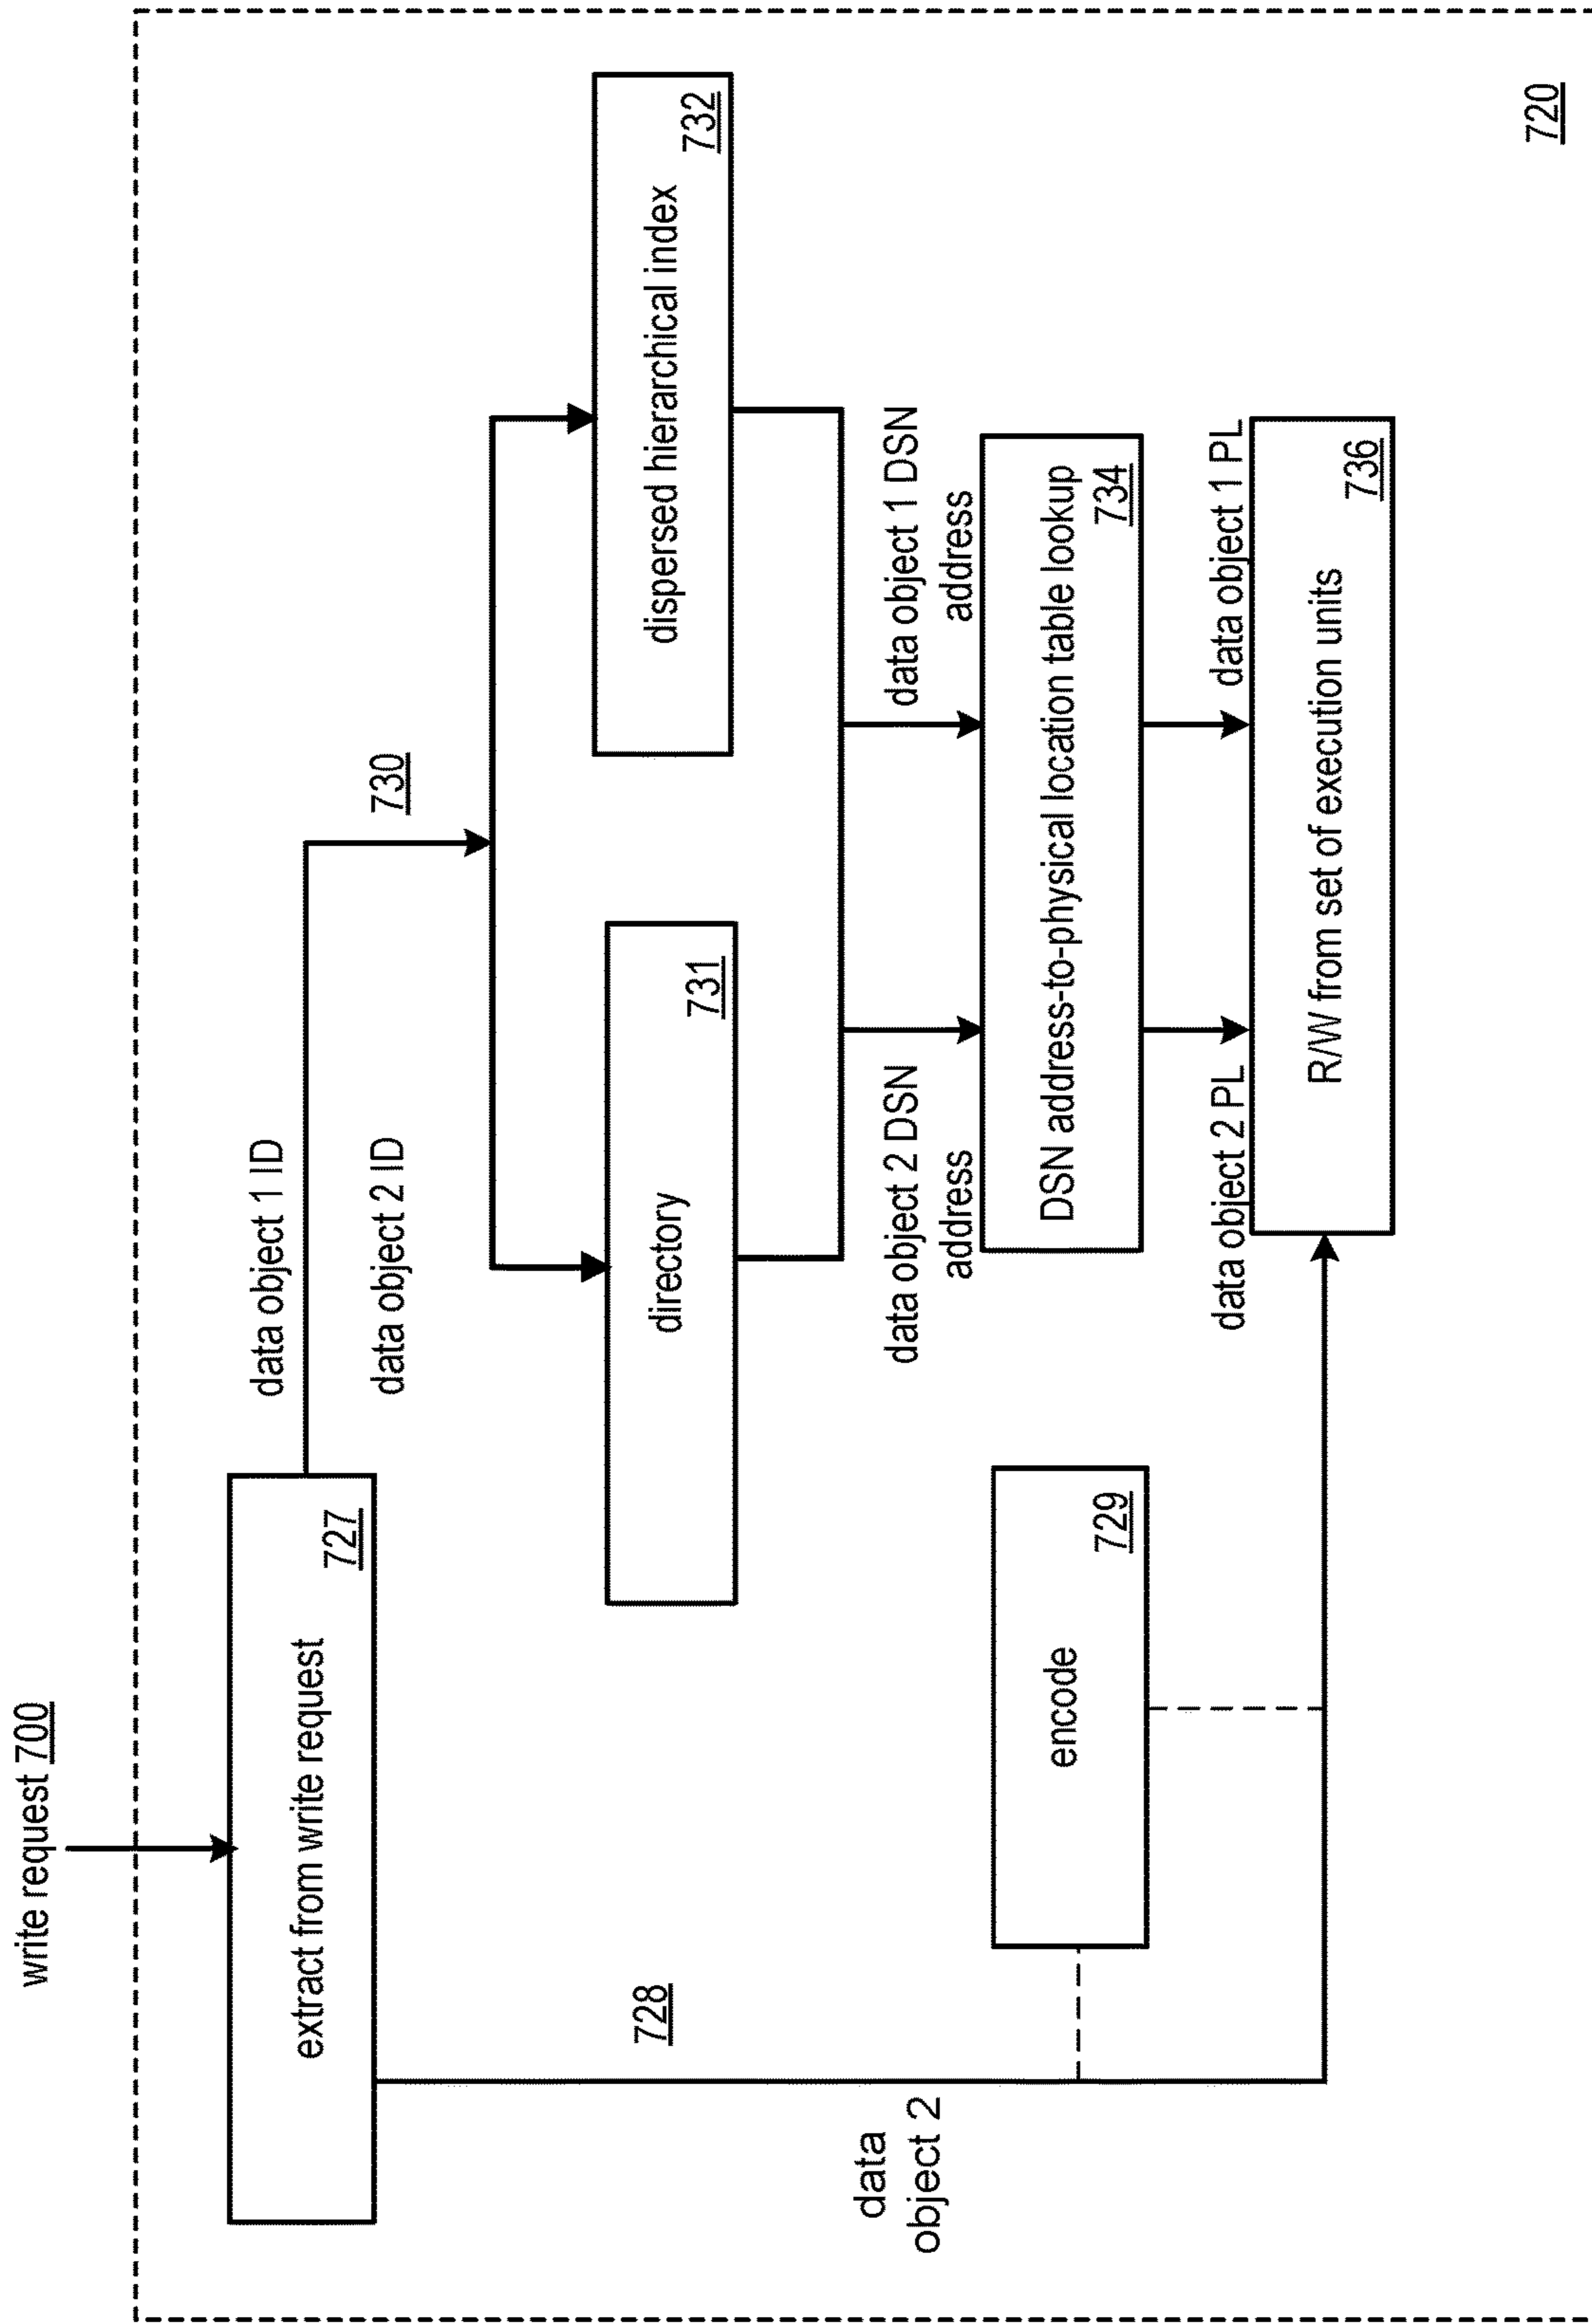 write request 700
extract from write request
727
data object 1 ID
data object 2 ID
730
728
directory
731
dispersed hierarchical index
732
data
object 2
data object 2 DSN
address
data object 1 DSN
address
encode
729
DSN address-to-physical location table lookup
734
data object 2 PL
data object 1 PL
R/W from set of execution units
736
720